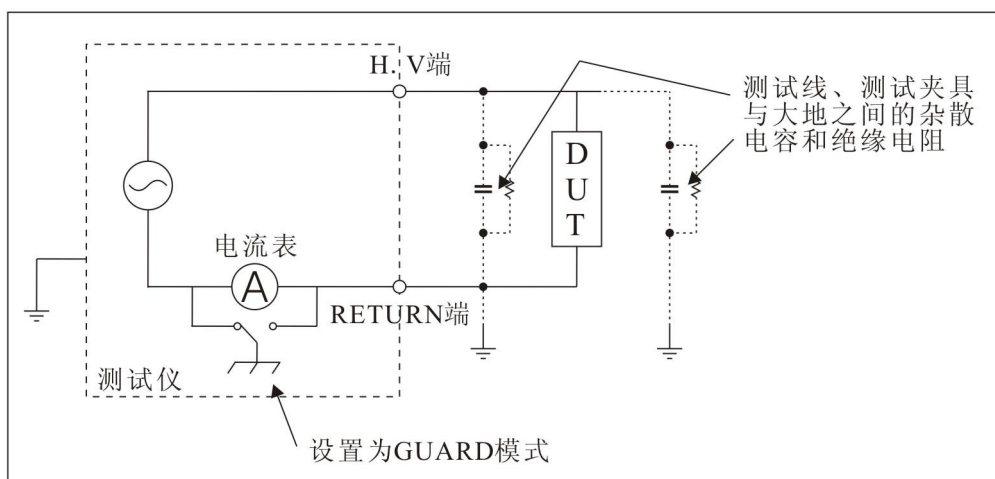 H. V端
测试线、测试夹具
与大地之间的杂散
电容和绝缘电阻
DUT
电流表
A
RETURN端
测试仪
设置为GUARD模式